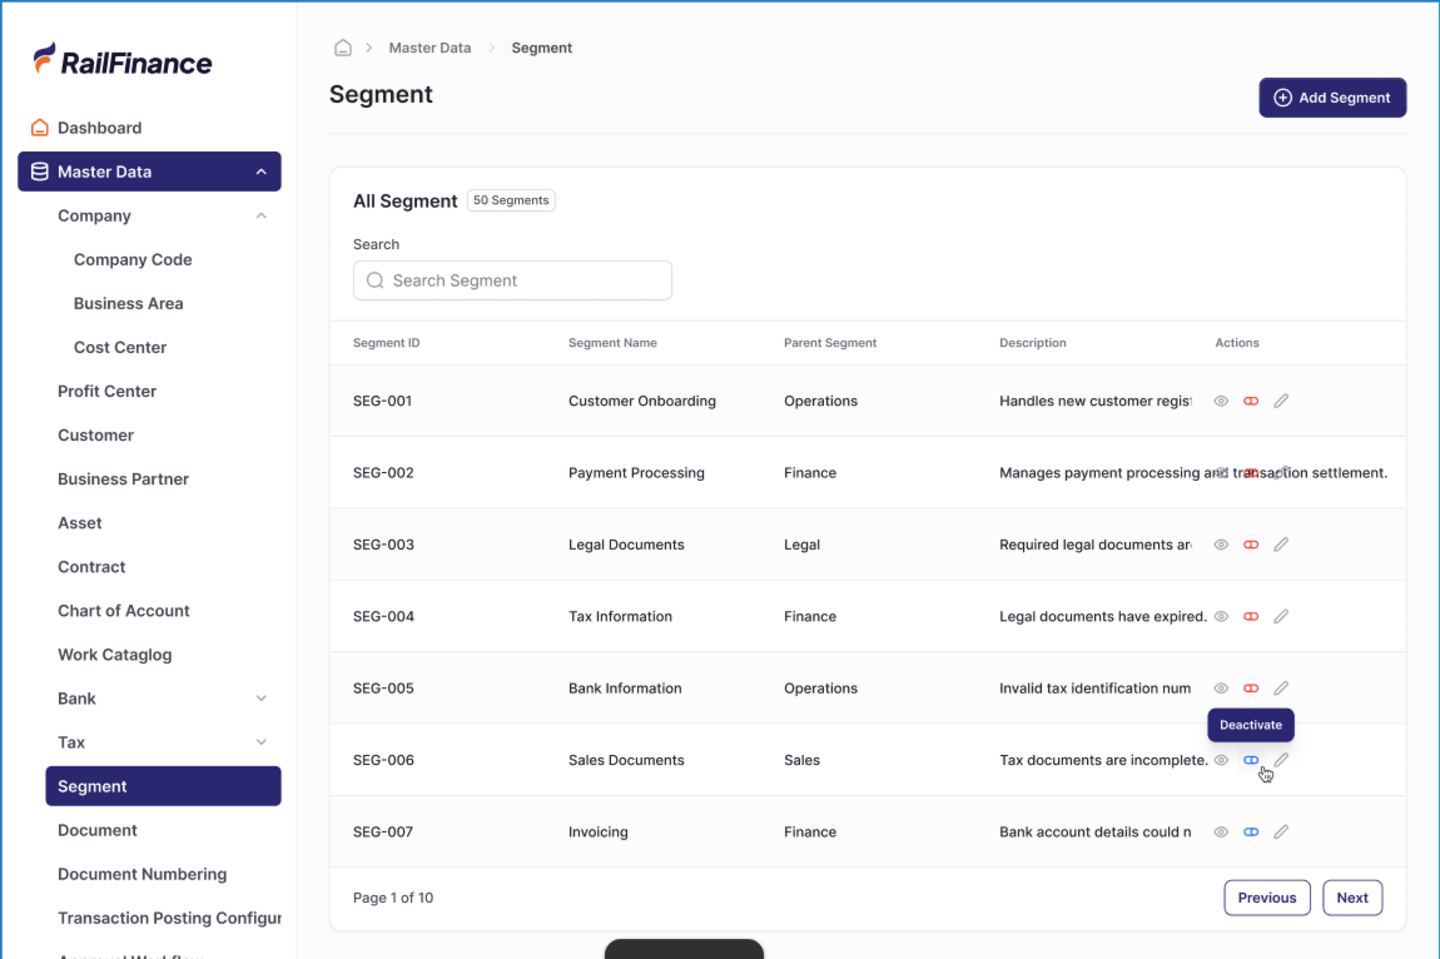 RailFinance
Dashboard
Master Data
Company
Company Code
Business Area
Cost Center
Profit Center
Customer
Business Partner
Asset
Contract
Chart of Account
Work Cataglog
Bank
Tax
Segment
Document
Document Numbering
Transaction Posting Configur
Master Data Segment
Segment
Add Segment
All Segment 50 Segments
Search
Search Segment
Segment ID Segment Name Parent Segment Description Actions
SEG-001 Customer Onboarding Operations Handles new customer regis
SEG-002 Payment Processing Finance Manages payment processing and transaction settlement.
SEG-003 Legal Documents Legal Required legal documents ar
SEG-004 Tax Information Finance Legal documents have expired.
SEG-005 Bank Information Operations Invalid tax identification num
Deactivate
SEG-006 Sales Documents Sales Tax documents are incomplete.
SEG-007 Invoicing Finance Bank account details could n
Page 1 of 10 Previous Next